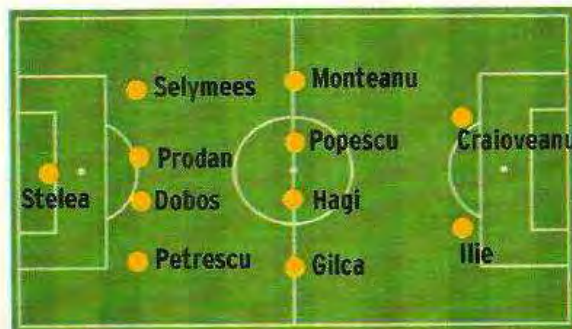 Selymees
Monteanu
Prodan
Popescu
Craioveanu
Stelea
Dobos
Hagi
Petrescu
Gilca
Ilie